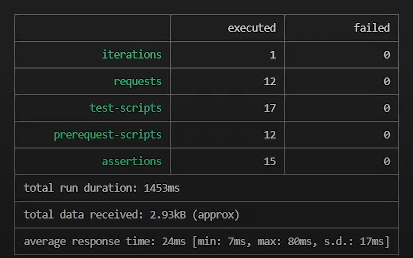 executed failed
iterations 1 0
requests 12 0
test-scripts 17 0
prerequest-scripts 12 0
assertions 15 0
total run duration: 1453ms
total data received: 2.93kB (approx)
average response time: 24ms [min: 7ms, max: 80ms, s.d.: 17ms]